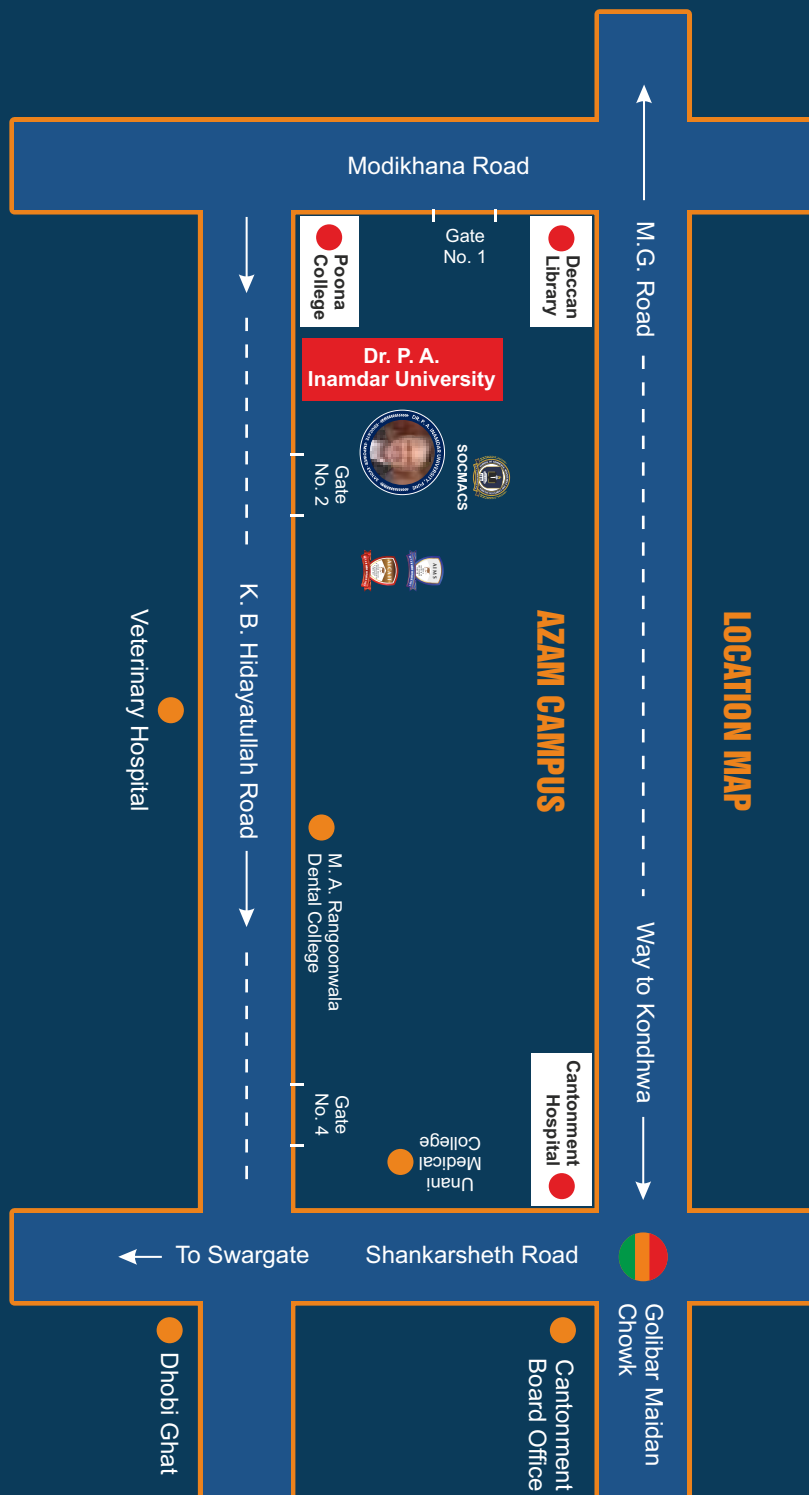 LOCATION MAP
Modikhana Road
M.G. Road
Way to Kondhwa
Gate
No. 1
Deccan
Library
Poona
College
Dr. P. A.
Inamdar University
SOCMACS
Gate
No. 2
AIMS
AZAM CAMPUS
K. B. Hidayatullah Road
Veterinary Hospital
M. A. Rangoonwala
Dental College
Gate
No. 4
Unani
Medical
College
Cantonment
Hospital
To Swargate
Shankarsheth Road
Golibar Maidan
Chowk
Cantonment
Board Office
Dhobi Ghat